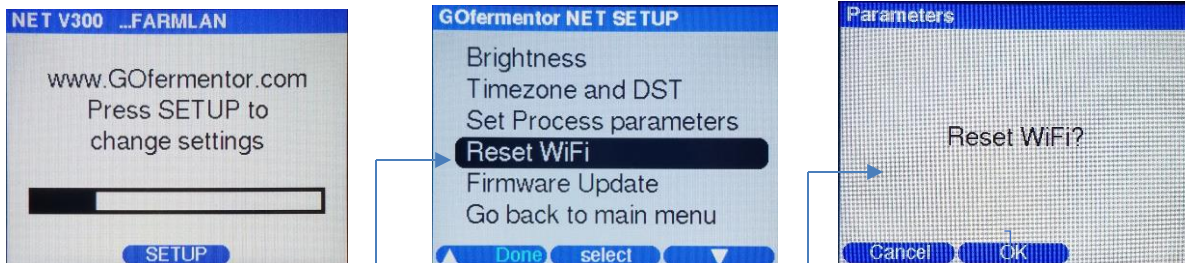 NET V300 ...FARMLAN
www.GOfermentor.com
Press SETUP to
change settings
SETUP
GOfermentor NET SETUP
Brightness
Timezone and DST
Set Process parameters
Reset WiFi
Firmware Update
Go back to main menu
Done select
Parameters
Reset WiFi?
Cancel OK